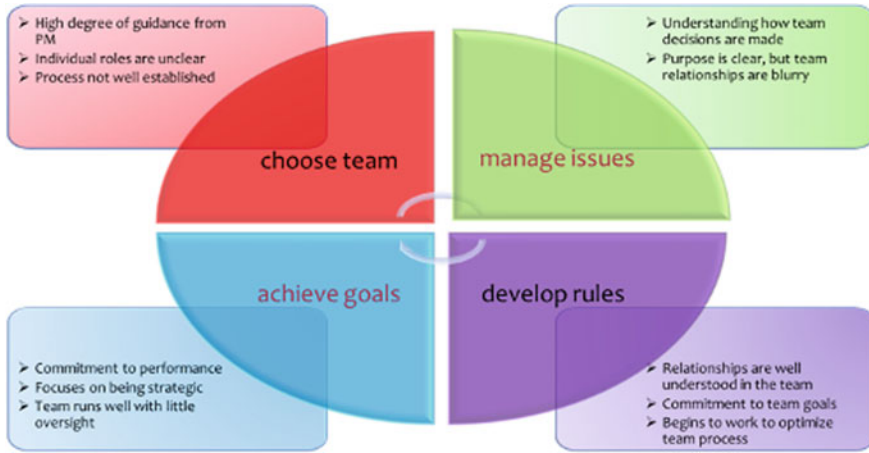 ➢ High degree of guidance from
PM
➢ Individual roles are unclear
➢ Process not well established
➢ Understanding how team
decisions are made
➢ Purpose is clear, but team
relationships are blurry
choose team
manage issues
achieve goals
develop rules
➢ Commitment to performance
➢ Focuses on being strategic
➢ Team runs well with little
oversight
➢ Relationships are well
understood in the team
➢ Commitment to team goals
➢ Begins to work to optimize
team process